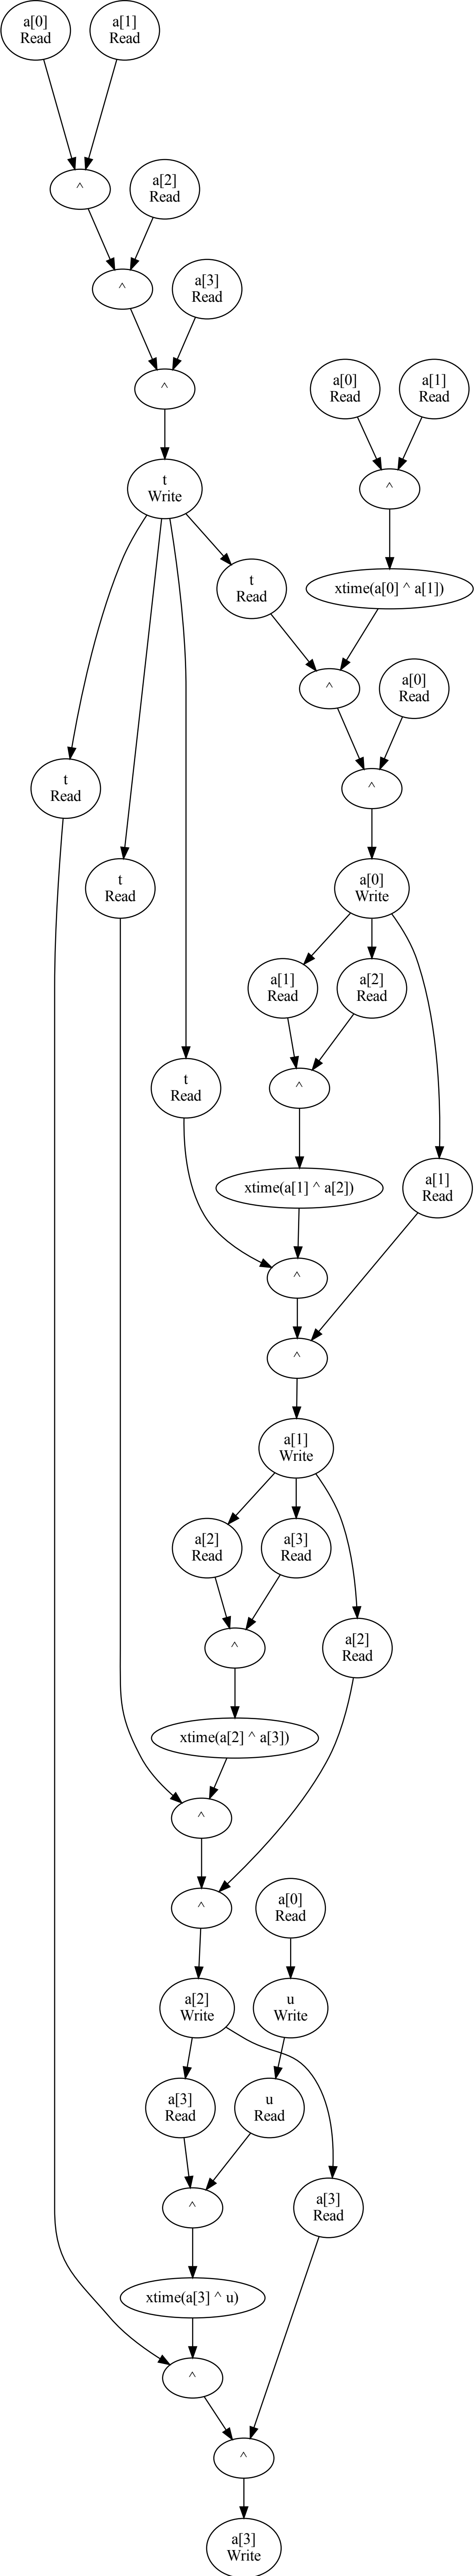 a[0]
Read
a[1]
Read
^
a[2]
Read
^
a[3]
Read
^
a[0]
Read
a[1]
Read
t
Write
^
t
Read
xtime(a[0] ^ a[1])
^
a[0]
Read
t
Read
^
t
Read
a[0]
Write
a[1]
Read
a[2]
Read
t
Read
^
xtime(a[1] ^ a[2])
a[1]
Read
^
^
a[1]
Write
a[2]
Read
a[3]
Read
^
a[2]
Read
xtime(a[2] ^ a[3])
^
^
a[0]
Read
a[2]
Write
u
Write
a[3]
Read
u
Read
^
a[3]
Read
xtime(a[3] ^ u)
^
^
a[3]
Write